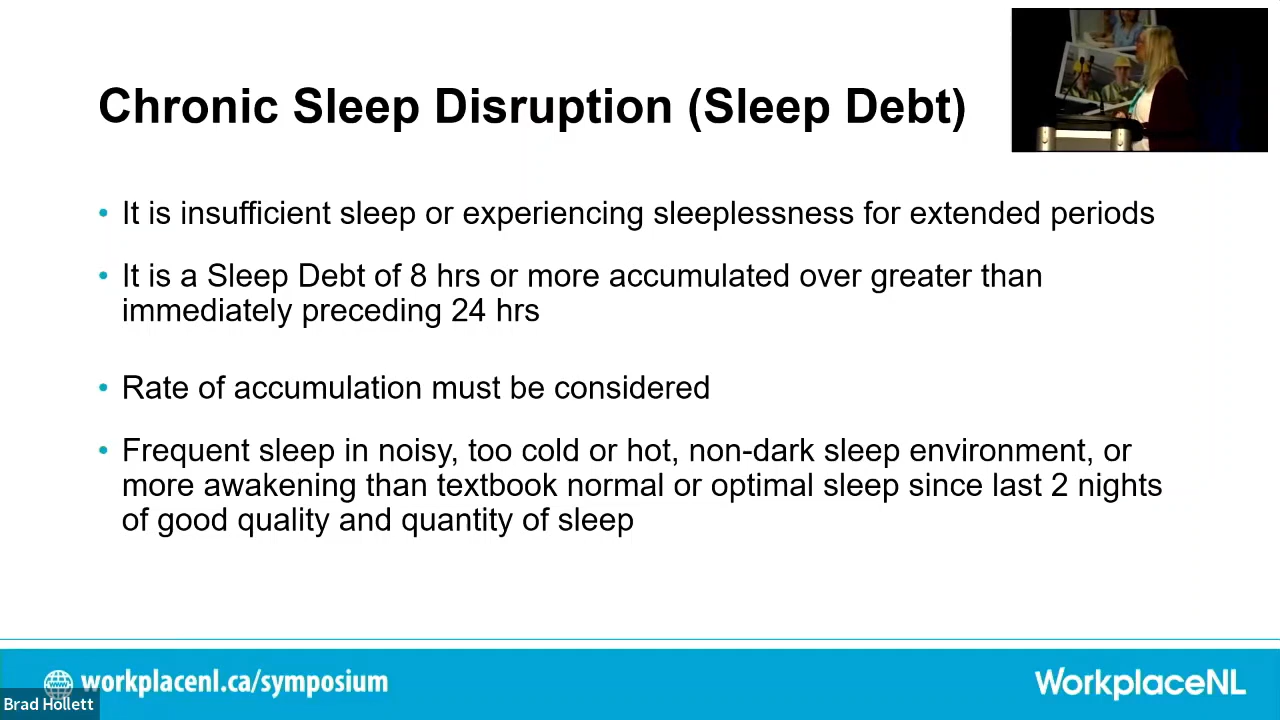 Chronic Sleep Disruption (Sleep Debt)
• It is insufficient sleep or experiencing sleeplessness for extended periods
• It is a Sleep Debt of 8 hrs or more accumulated over greater than
immediately preceding 24 hrs
• Rate of accumulation must be considered
• Frequent sleep in noisy, too cold or hot, non-dark sleep environment, or
more awakening than textbook normal or optimal sleep since last 2 nights
of good quality and quantity of sleep
workplacenl.ca/symposium
WorkplaceNL
Brad Hollett